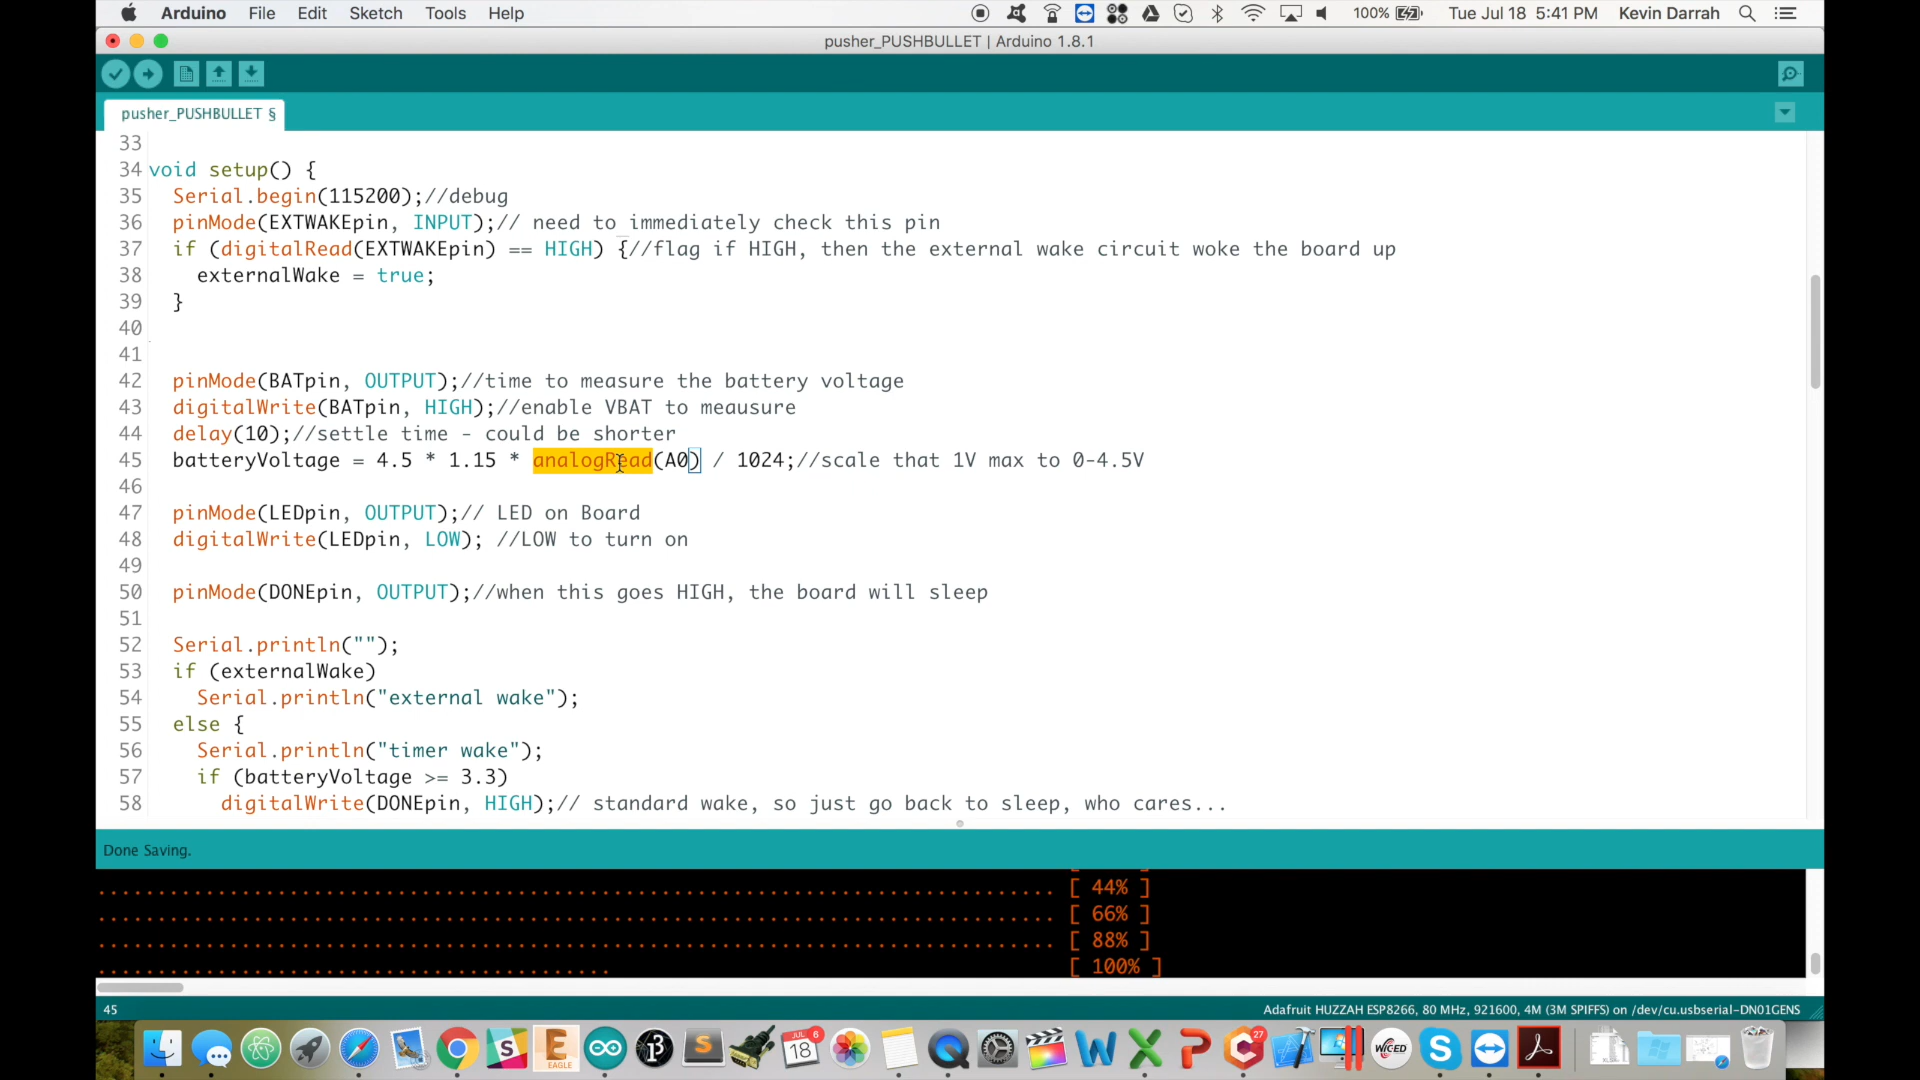 Arduino File Edit Sketch Tools Help 100% Tue Jul 18 5:41 PM Kevin Darrah
pusher_PUSHBULLET | Arduino 1.8.1
pusher_PUSHBULLET §
33
34 void setup() {
35 Serial.begin(115200);//debug
36 pinMode(EXTWAKEpin, INPUT);// need to immediately check this pin
37 if (digitalRead(EXTWAKEpin) == HIGH) {//flag if HIGH, then the external wake circuit woke the board up
38 externalWake = true;
39 }
40
41
42 pinMode(BATpin, OUTPUT);//time to measure the battery voltage
43 digitalWrite(BATpin, HIGH);//enable VBAT to meausure
44 delay(10);//settle time - could be shorter
45 batteryVoltage = 4.5 * 1.15 * analogRead(A0) / 1024;//scale that 1V max to 0-4.5V
46
47 pinMode(LEDpin, OUTPUT);// LED on Board
48 digitalWrite(LEDpin, LOW); //LOW to turn on
49
50 pinMode(DONEpin, OUTPUT);//when this goes HIGH, the board will sleep
51
52 Serial.println("");
53 if (externalWake)
54 Serial.println("external wake");
55 else {
56 Serial.println("timer wake");
57 if (batteryVoltage >= 3.3)
58 digitalWrite(DONEpin, HIGH);// standard wake, so just go back to sleep, who cares...
Done Saving.
................................................................................ [ 44% ]
................................................................................ [ 66% ]
................................................................................ [ 88% ]
........................................... [ 100% ]
45 Adafruit HUZZAH ESP8266, 80 MHz, 921600, 4M (3M SPIFFS) on /dev/cu.usbserial-DN01GENS
JUL 6
18
27
EAGLE
WICED